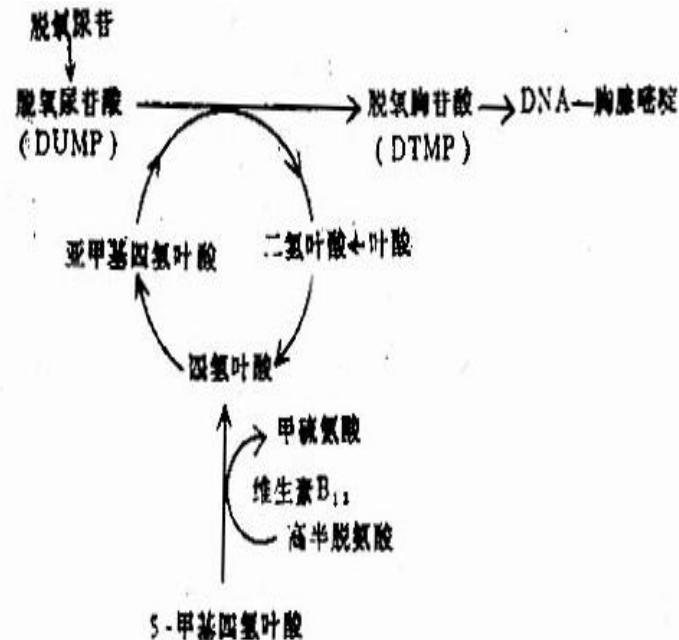 脱氧尿苷
脱氧尿苷酸
脱氧胸苷酸
DNA—胸腺嘧啶
(DUMP)
(DTMP)
亚甲基四氢叶酸
二氢叶酸
叶酸
四氢叶酸
甲硫氨酸
维生素B₁₂
高半胱氨酸
5-甲基四氢叶酸